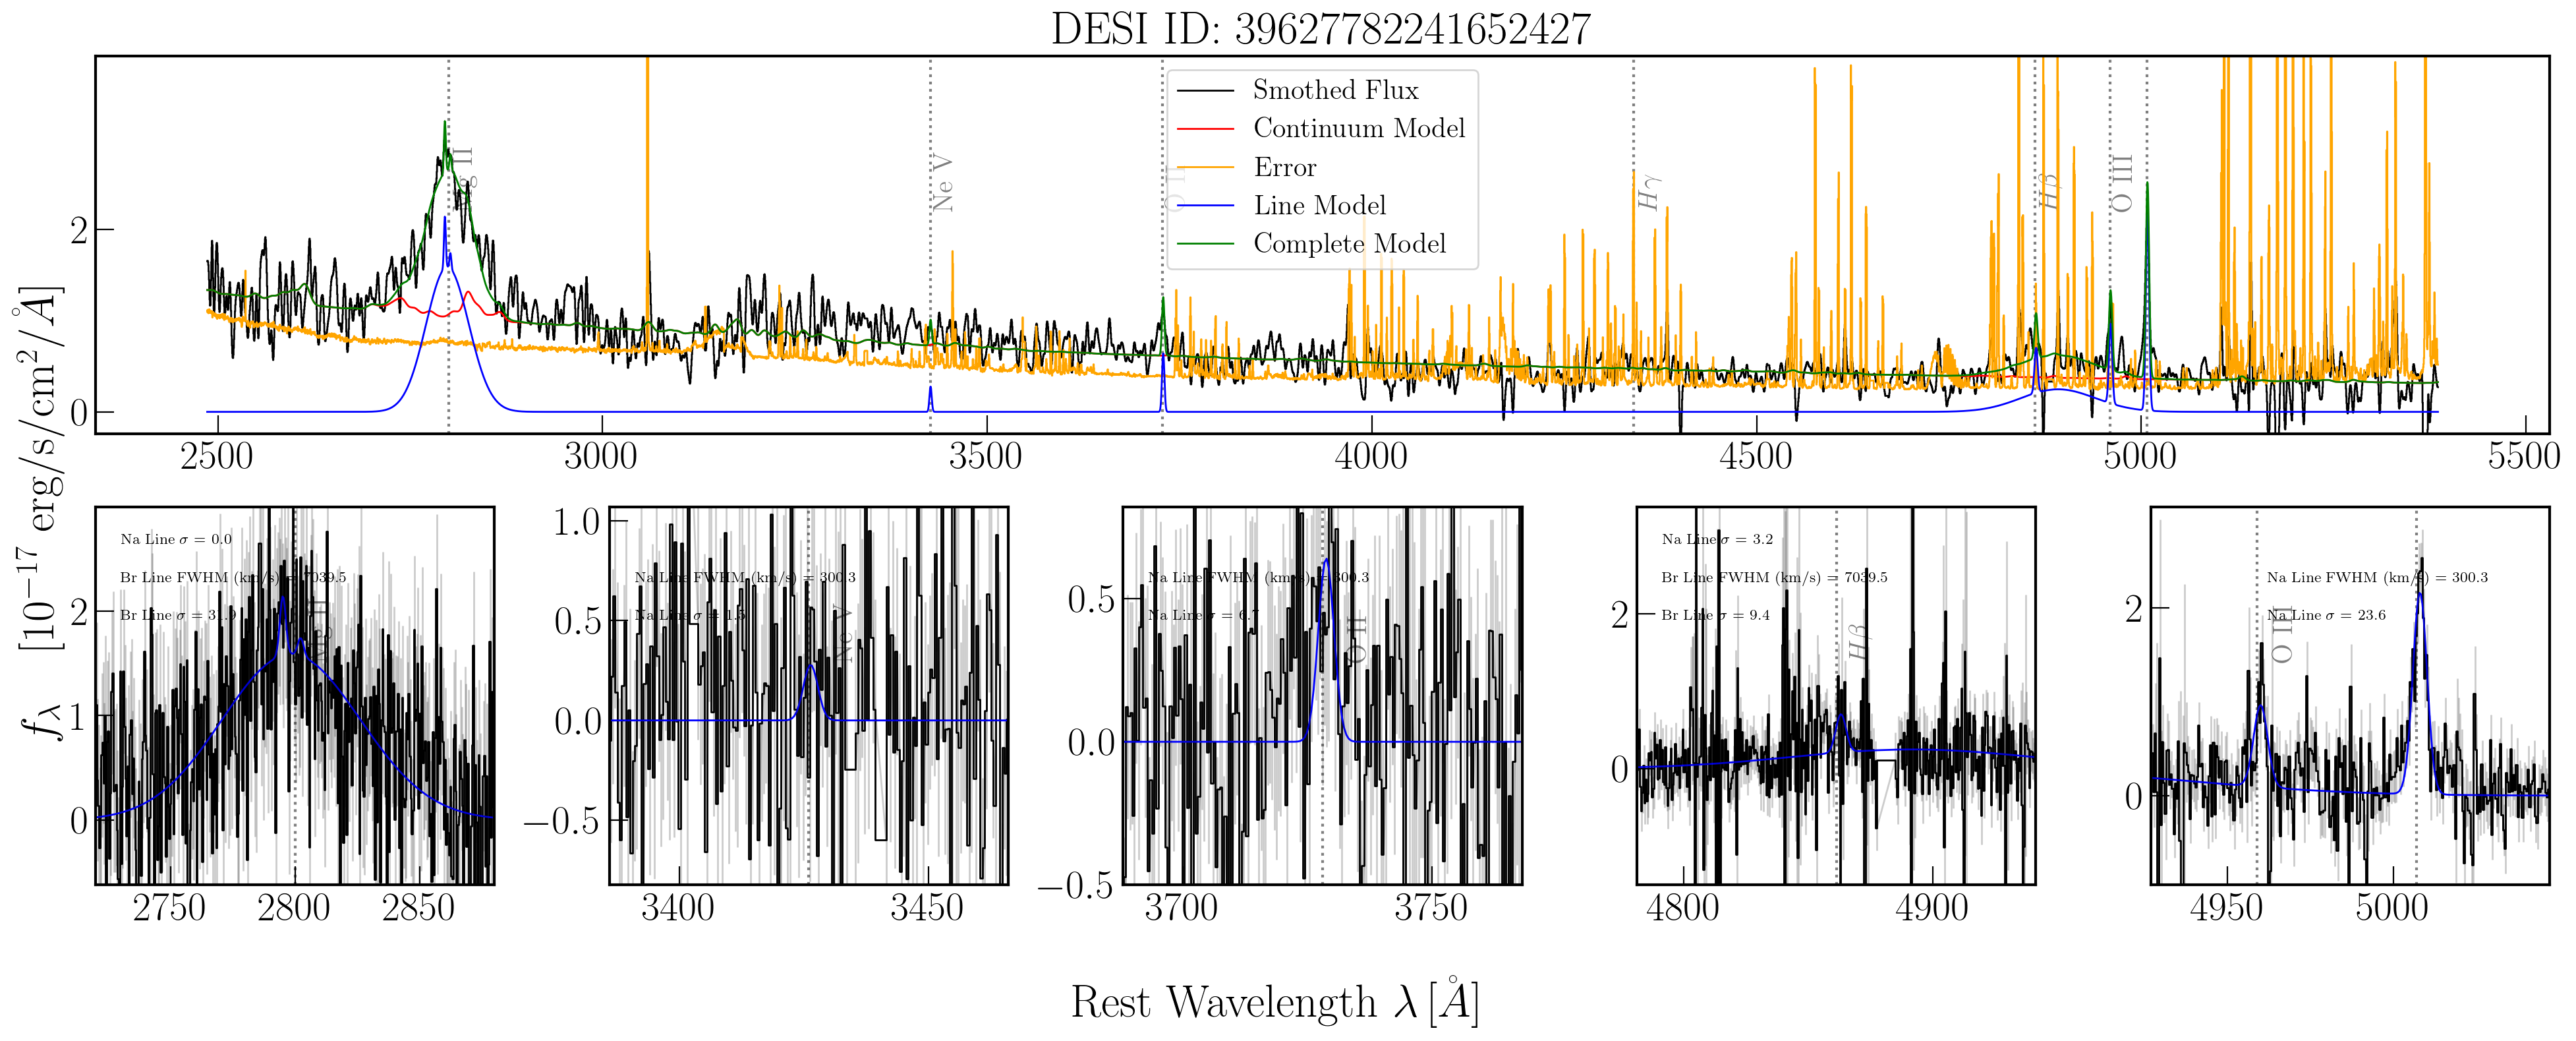 DESI ID: 39627782241652427
Smothed Flux
Continuum Model
Error
Line Model
Complete Model
Ne V
O II
Hγ
Hβ
O III
2
0
2500 3000 3500 4000 4500 5000 5500
f_λ [10^{-17} erg/s/cm^2/Å]
Na Line σ = 0.0
Br Line FWHM (km/s) = 7039.5
2
1
0
2750 2800 2850
Na Line FWHM (km/s) = 300.3
Na Line σ = 1.5
Ne V
1.0
0.5
0.0
−0.5
3400 3450
Na Line FWHM (km/s) = 300.3
O II
0.5
0.0
−0.5
3700 3750
Na Line σ = 3.2
Br Line FWHM (km/s) = 7039.5
Br Line σ = 9.4
Hβ
2
0
4800 4900
Na Line FWHM (km/s) = 300.3
Na Line σ = 23.6
O III
2
0
4950 5000
Rest Wavelength λ [Å]